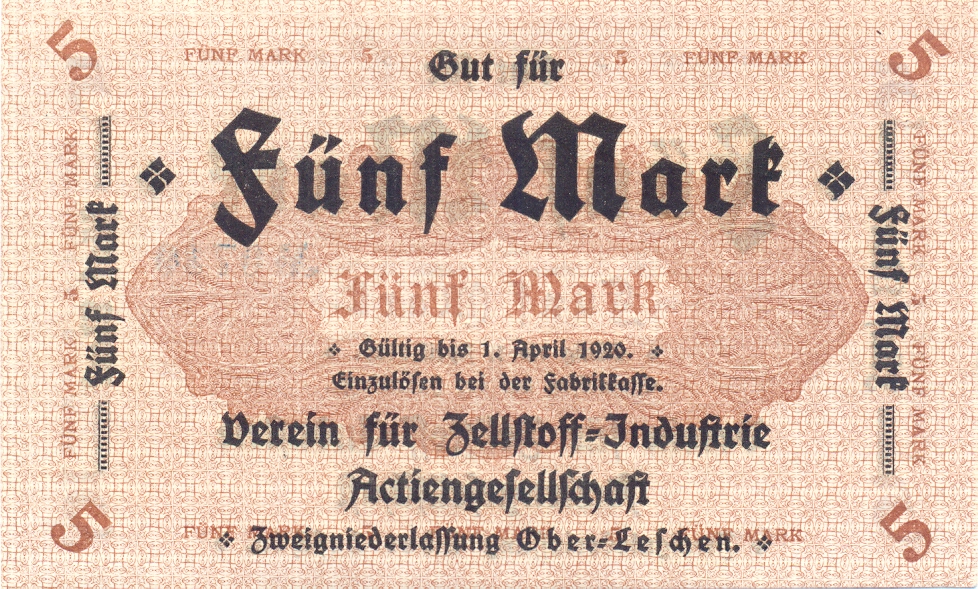 5 FÜNF MARK 5 5 FÜNF MARK 5
Gut für
Fünf Mark
FÜNF MARK 5 FÜNF MARK
Fünf Mark
Fünf Mark
FÜNF MARK 5 FÜNF MARK
Fünf Mark
Gültig bis 1. April 1920.
Einzulösen bei der Fabrikkasse.
Verein für Zellstoff-Industrie
Actiengesellschaft
5 FÜNF MARK FÜNF MARK FÜNF MARK 5
Zweigniederlassung Ober-Leschen.